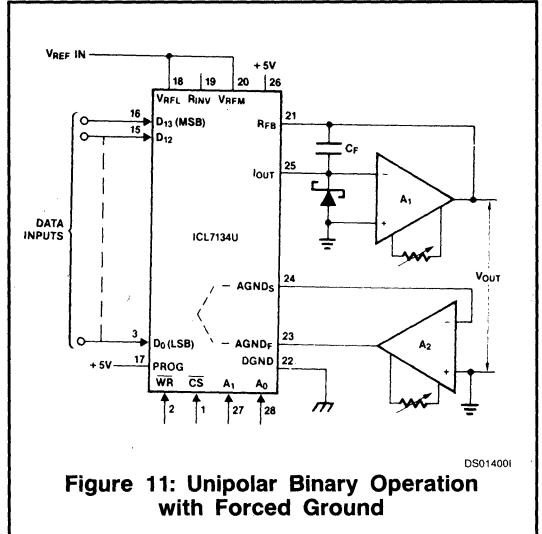 VREF IN
+5V
18 19 20 26
VRFL RINV VRFM
16 D13 (MSB)
15 D12
RFB 21
CF
IOUT 25
A1
DATA
INPUTS
ICL7134U
VOUT
AGNDS 24
AGNDF 23
A2
3 D0 (LSB)
DGND 22
+5V 17 PROG
WR CS A1 A0
2 1 27 28
- +
- +
DS01400I
Figure 11: Unipolar Binary Operation
with Forced Ground